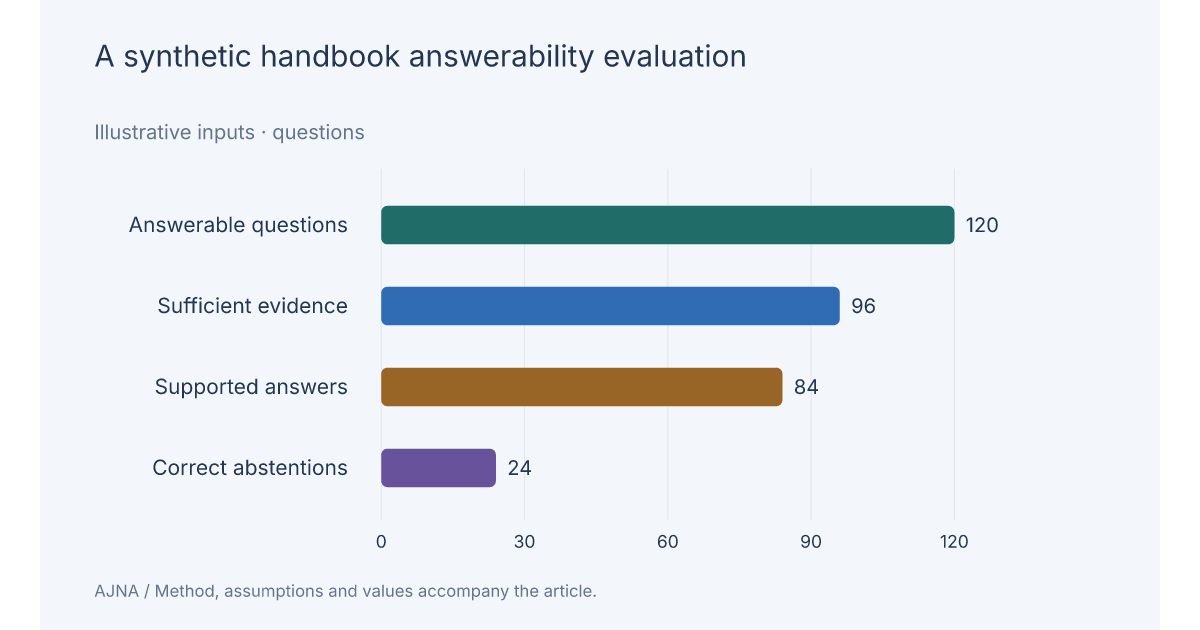 A synthetic handbook answerability evaluation
Illustrative inputs · questions
Answerable questions 120
Sufficient evidence 96
Supported answers 84
Correct abstentions 24
0 30 60 90 120
AJNA / Method, assumptions and values accompany the article.